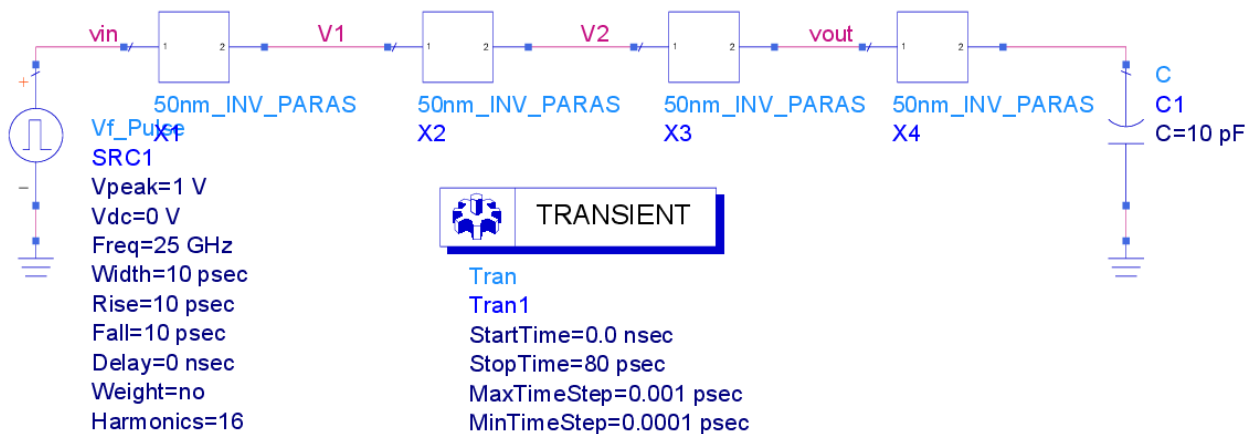 vin V1 V2 vout
1 2 1 2 1 2 1 2
50nm_INV_PARAS 50nm_INV_PARAS 50nm_INV_PARAS 50nm_INV_PARAS
X1 X2 X3 X4
+
-
Vf_Pulse
SRC1
Vpeak=1 V
Vdc=0 V
Freq=25 GHz
Width=10 psec
Rise=10 psec
Fall=10 psec
Delay=0 nsec
Weight=no
Harmonics=16
TRANSIENT
Tran
Tran1
StartTime=0.0 nsec
StopTime=80 psec
MaxTimeStep=0.001 psec
MinTimeStep=0.0001 psec
C
C1
C=10 pF